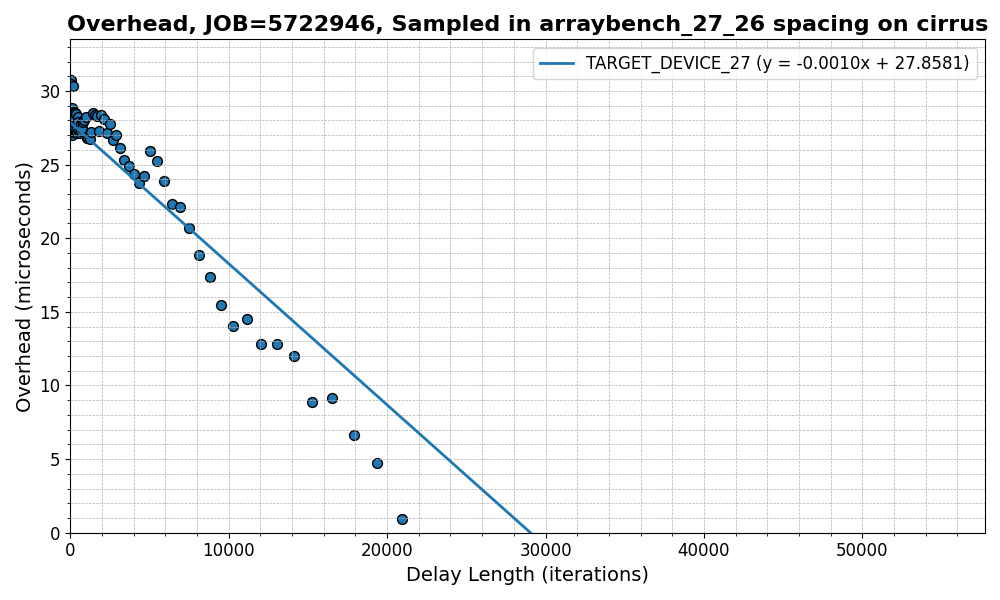 Overhead, JOB=5722946, Sampled in arraybench_27_26 spacing on cirrus
TARGET_DEVICE_27 (y = -0.0010x + 27.8581)
Overhead (microseconds)
30
25
20
15
10
5
0
0 10000 20000 30000 40000 50000
Delay Length (iterations)